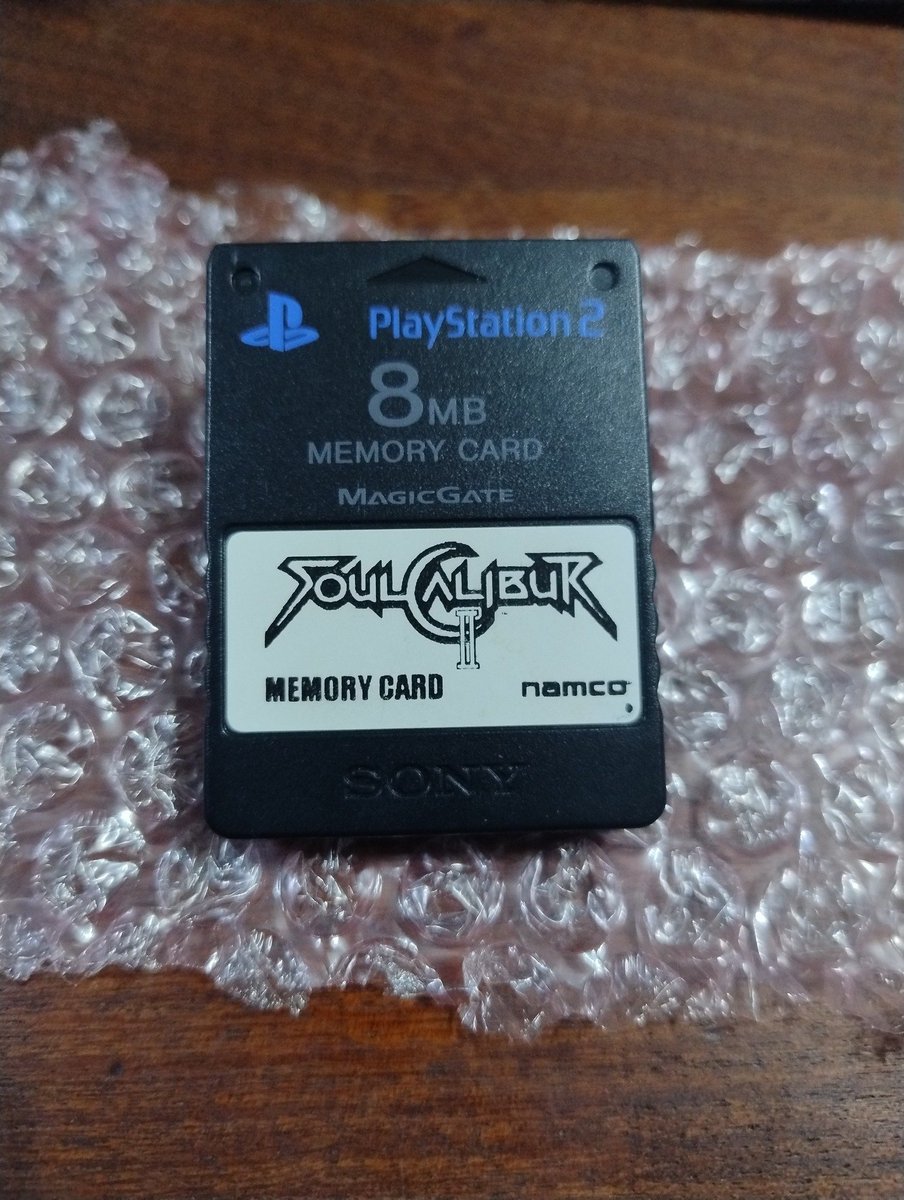 PlayStation 2
8MB
MEMORY CARD
MAGICGATE
SOULCALIBUR
II
MEMORY CARD namco
SONY